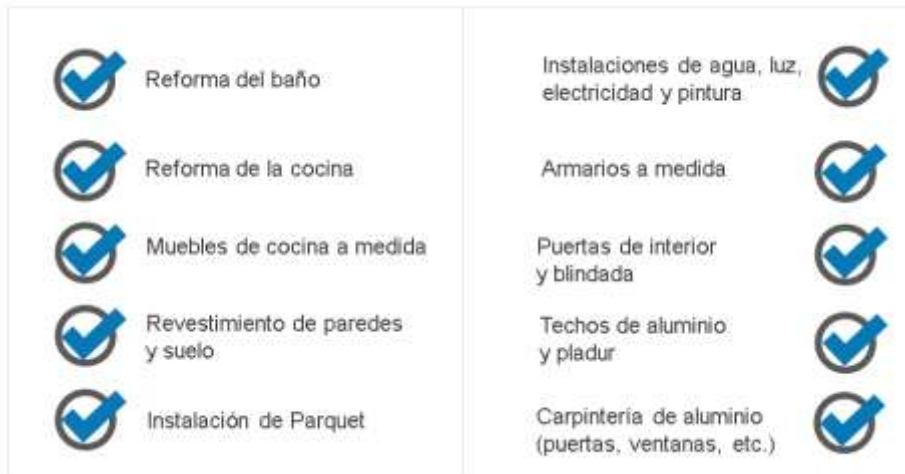 Reforma del baño
Reforma de la cocina
Muebles de cocina a medida
Revestimiento de paredes
y suelo
Instalación de Parquet
Instalaciones de agua, luz,
electricidad y pintura
Armarios a medida
Puertas de interior
y blindada
Techos de aluminio
y pladur
Carpintería de aluminio
(puertas, ventanas, etc.)